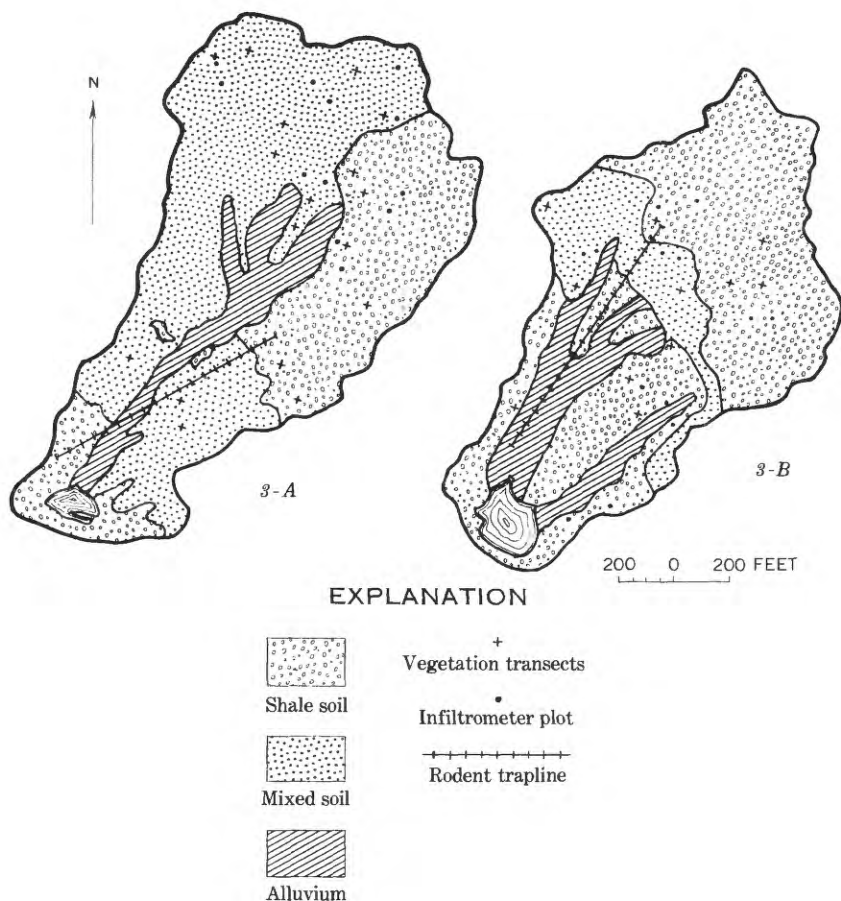 N
3-A
3-B
200 0 200 FEET
EXPLANATION
Shale soil
Mixed soil
Alluvium
Vegetation transects
Infiltrometer plot
Rodent trapline